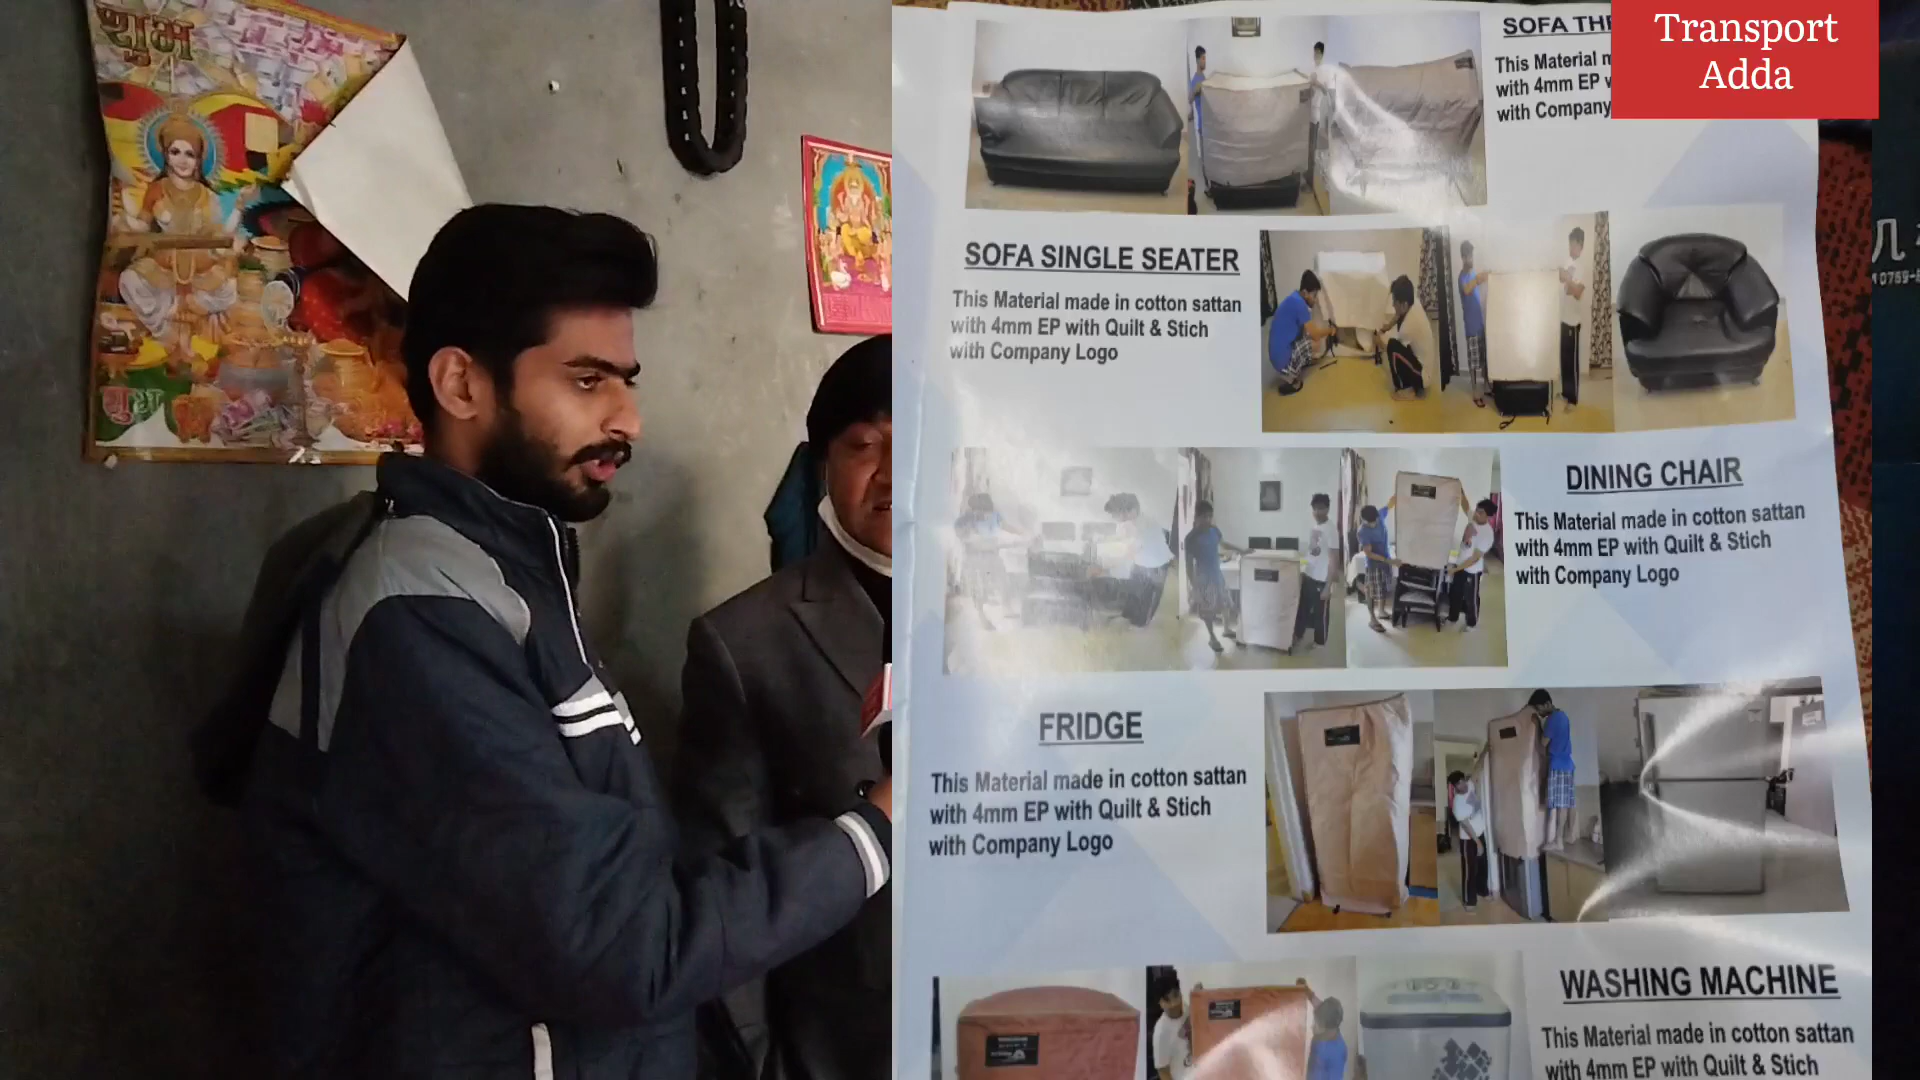 शुभ
Transport
Adda
SOFA
This Material
with 4mm EP
with Company
SOFA SINGLE SEATER
This Material made in cotton sattan
with 4mm EP with Quilt & Stich
with Company Logo
DINING CHAIR
This Material made in cotton sattan
with 4mm EP with Quilt & Stich
with Company Logo
FRIDGE
This Material made in cotton sattan
with 4mm EP with Quilt & Stich
with Company Logo
WASHING MACHINE
This Material made in cotton sattan
with 4mm EP with Quilt & Stich